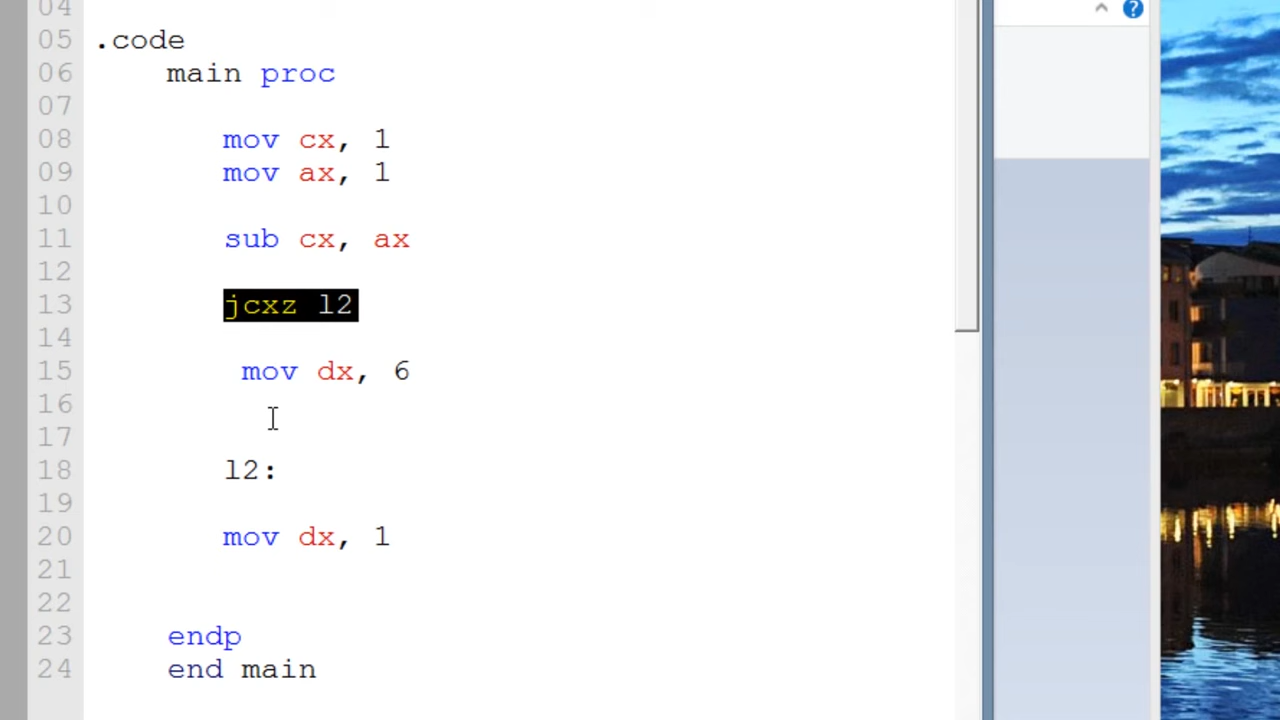 04
05 .code
06 main proc
07
08 mov cx, 1
09 mov ax, 1
10
11 sub cx, ax
12
13 jcxz l2
14
15 mov dx, 6
16
17
18 l2:
19
20 mov dx, 1
21
22
23 endp
24 end main
?